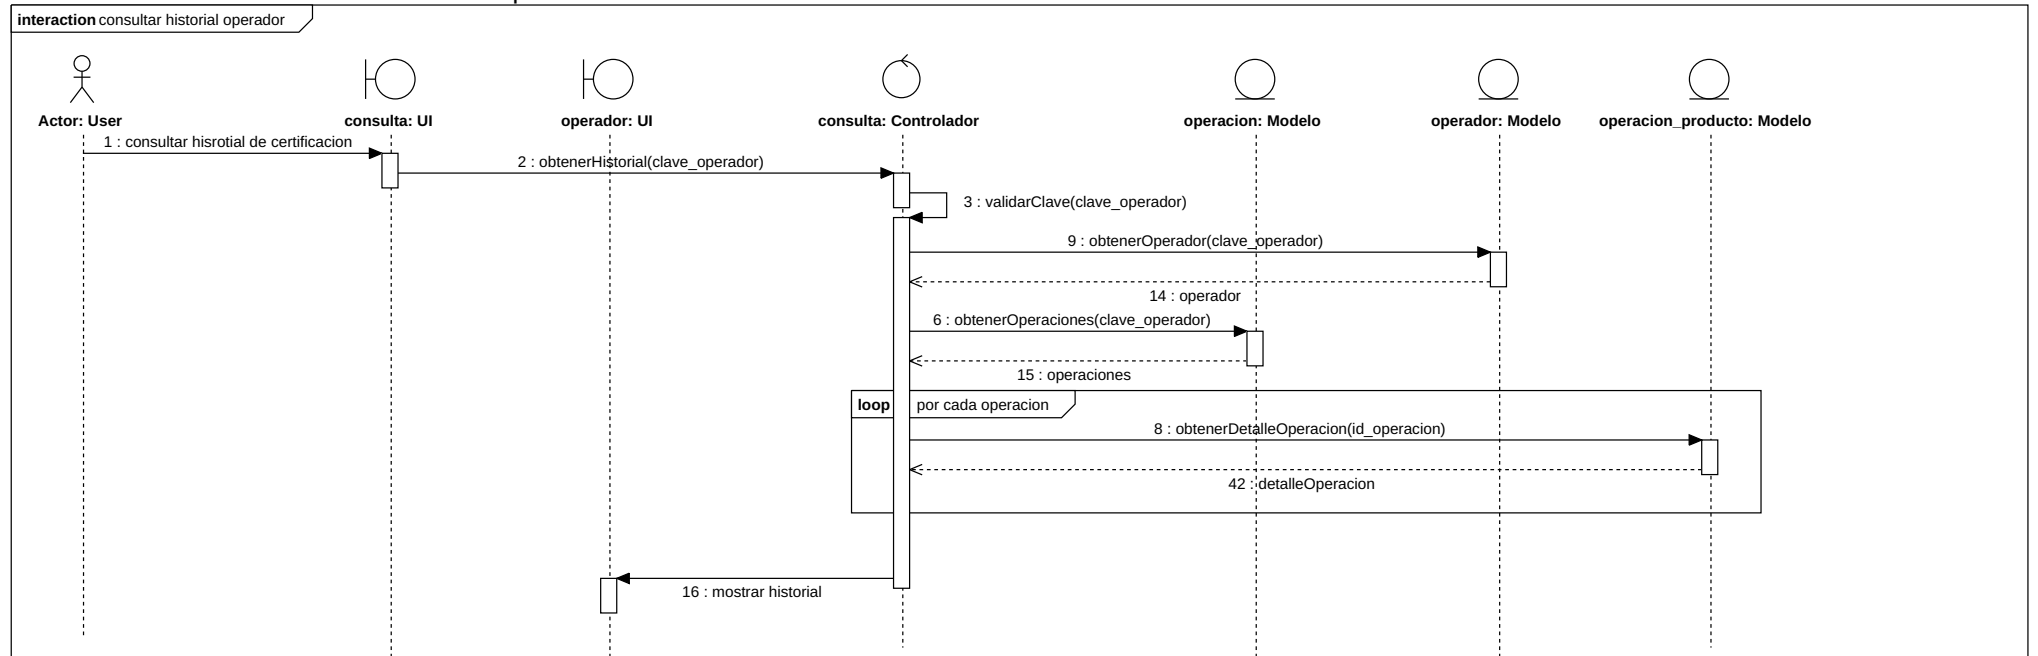 interaction consultar historial operador
Actor: User
consulta: UI
operador: UI
consulta: Controlador
operacion: Modelo
operador: Modelo
operacion_producto: Modelo
1 : consultar hisrotial de certificacion
2 : obtenerHistorial(clave_operador)
3 : validarClave(clave_operador)
9 : obtenerOperador(clave_operador)
14 : operador
6 : obtenerOperaciones(clave_operador)
15 : operaciones
loop por cada operacion
8 : obtenerDetalleOperacion(id_operacion)
42 : detalleOperacion
16 : mostrar historial